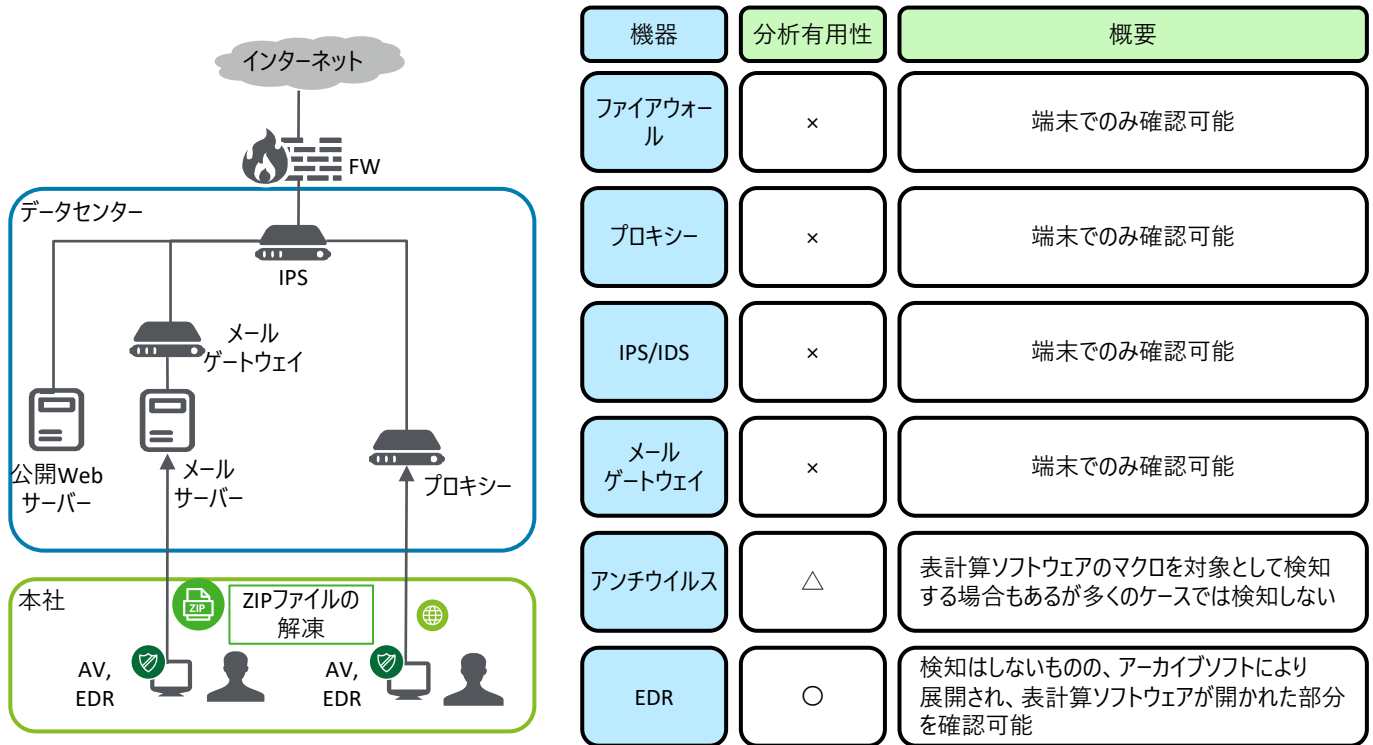 インターネット
FW
データセンター
IPS
メール
ゲートウェイ
公開Web
サーバー
メール
サーバー
プロキシー
本社
ZIP
ZIPファイルの
解凍
AV,
EDR
AV,
EDR
機器
分析有用性
概要
ファイアウォー
ル
×
端末でのみ確認可能
プロキシー
×
端末でのみ確認可能
IPS/IDS
×
端末でのみ確認可能
メール
ゲートウェイ
×
端末でのみ確認可能
アンチウイルス
△
表計算ソフトウェアのマクロを対象として検知
する場合もあるが多くのケースでは検知しない
EDR
○
検知はしないものの、アーカイブソフトにより
展開され、表計算ソフトウェアが開かれた部分
を確認可能